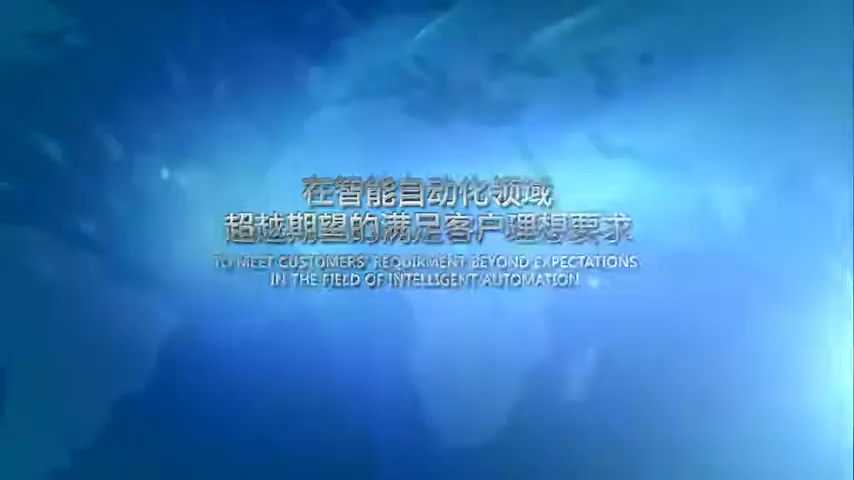 在智能自动化领域
超越期望的满足客户理想要求
TO MEET CUSTOMERS' REQUIRMENT BEYOND EXPECTATIONS
IN THE FIELD OF INTELLIGENT AUTOMATION